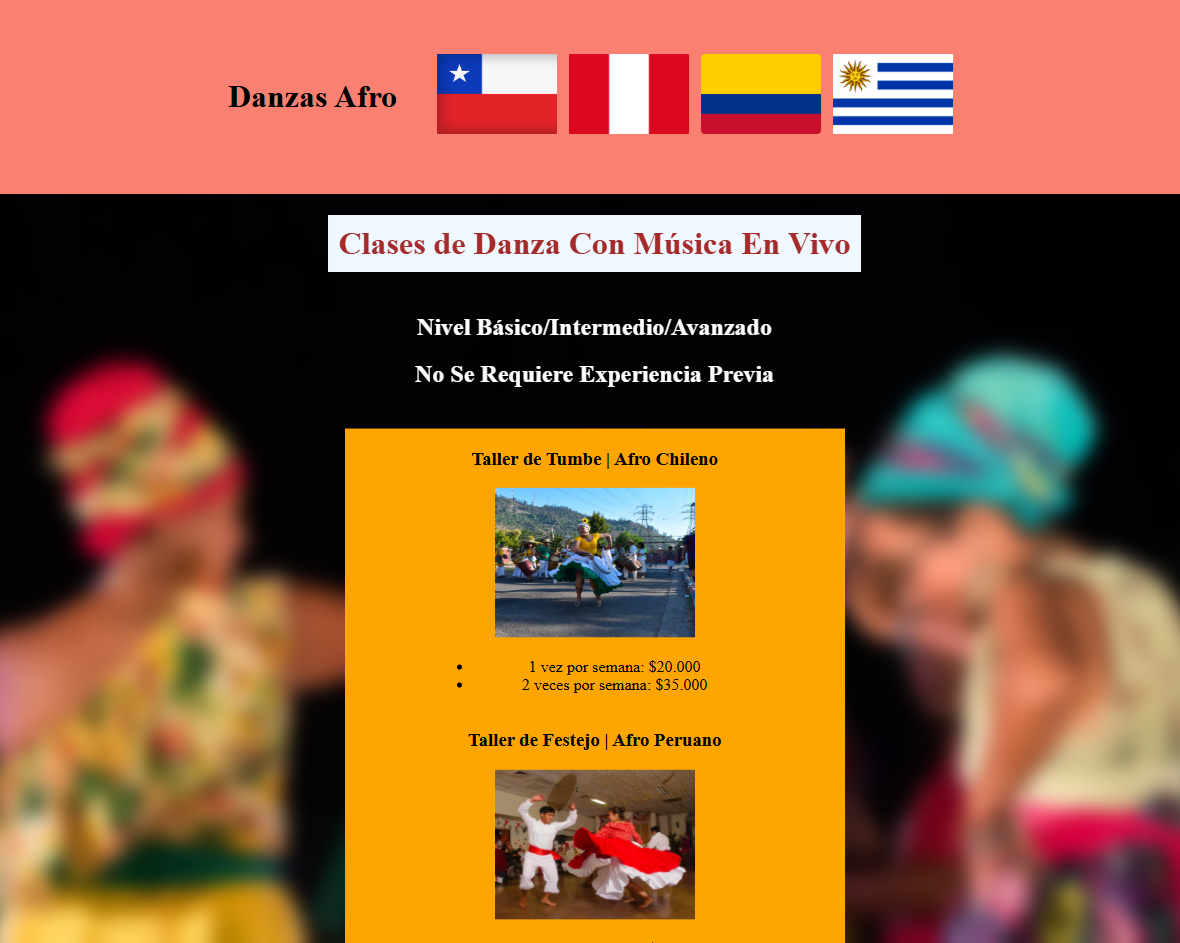 Danzas Afro
Clases de Danza Con Música En Vivo
Nivel Básico/Intermedio/Avanzado
No Se Requiere Experiencia Previa
Taller de Tumbe | Afro Chileno
• 1 vez por semana: $20.000
• 2 veces por semana: $35.000
Taller de Festejo | Afro Peruano